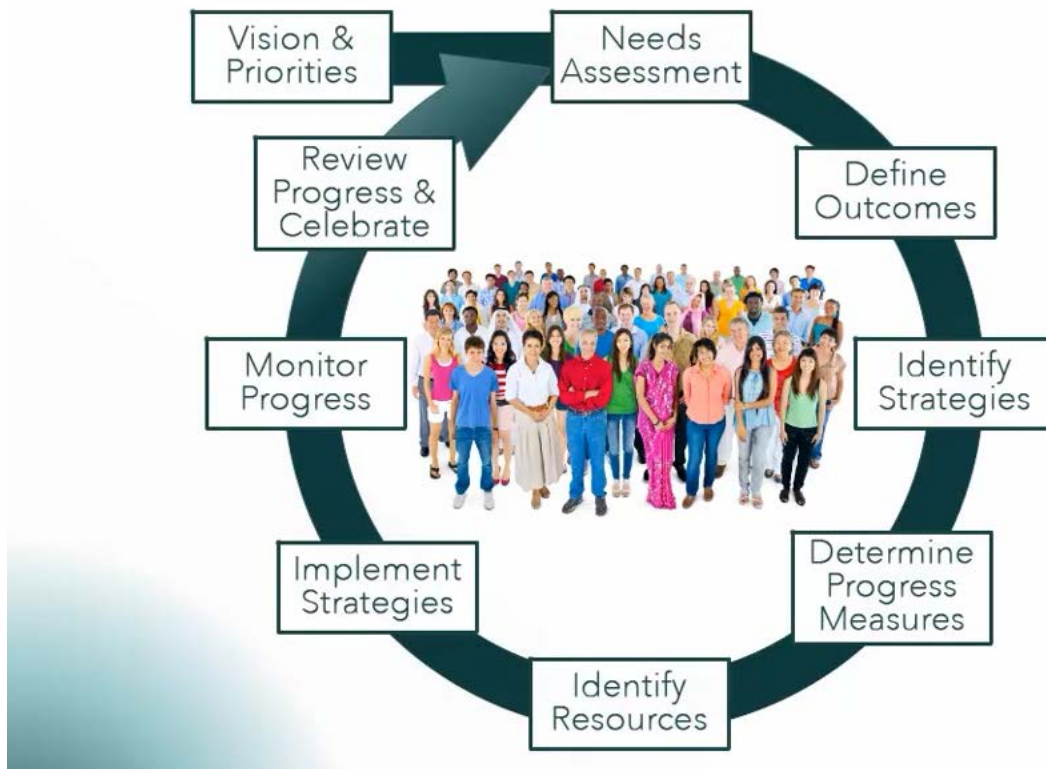 Vision &
Priorities
Needs
Assessment
Define
Outcomes
Identify
Strategies
Determine
Progress
Measures
Identify
Resources
Implement
Strategies
Monitor
Progress
Review
Progress &
Celebrate